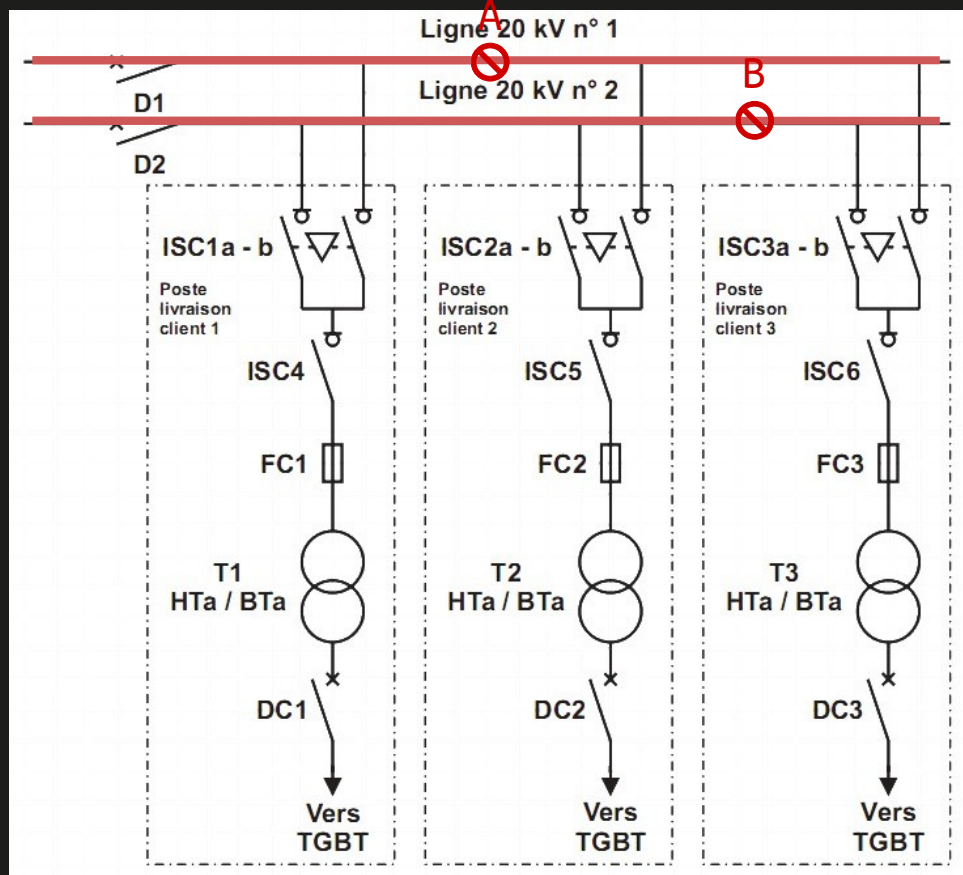 A
Ligne 20 kV n° 1
B
Ligne 20 kV n° 2
D1
D2
ISC1a - b
Poste
livraison
client 1
ISC4
FC1
T1
HTa / BTa
DC1
Vers
TGBT
ISC2a - b
Poste
livraison
client 2
ISC5
FC2
T2
HTa / BTa
DC2
Vers
TGBT
ISC3a - b
Poste
livraison
client 3
ISC6
FC3
T3
HTa / BTa
DC3
Vers
TGBT